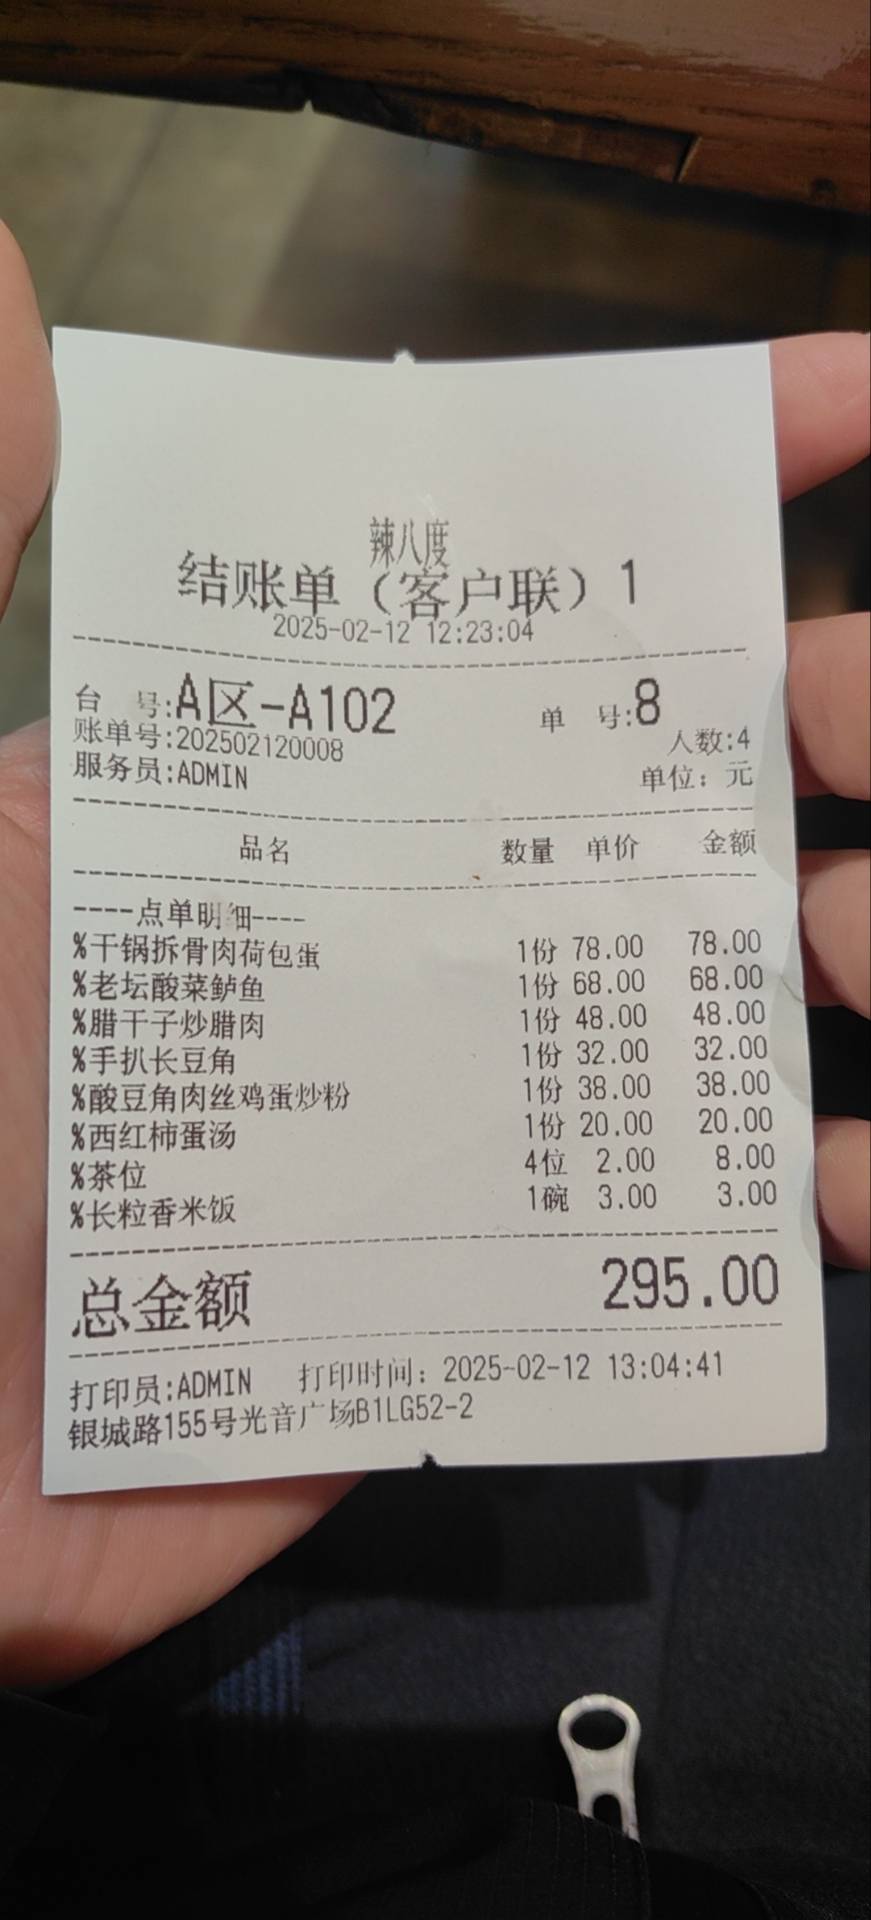 辣八度
结账单（客户联）1
2025-02-12 12:23:04
台 号:A区-A102 单 号:8
账单号:202502120008 人数:4
服务员:ADMIN 单位：元
品名 数量 单价 金额
----点单明细----
%干锅拆骨肉荷包蛋 1份 78.00 78.00
%老坛酸菜鲈鱼 1份 68.00 68.00
%腊干子炒腊肉 1份 48.00 48.00
%手扒长豆角 1份 32.00 32.00
%酸豆角肉丝鸡蛋炒粉 1份 38.00 38.00
%西红柿蛋汤 1份 20.00 20.00
%茶位 4位 2.00 8.00
%长粒香米饭 1碗 3.00 3.00
总金额 295.00
打印员:ADMIN 打印时间：2025-02-12 13:04:41
银城路155号光音广场B1LG52-2